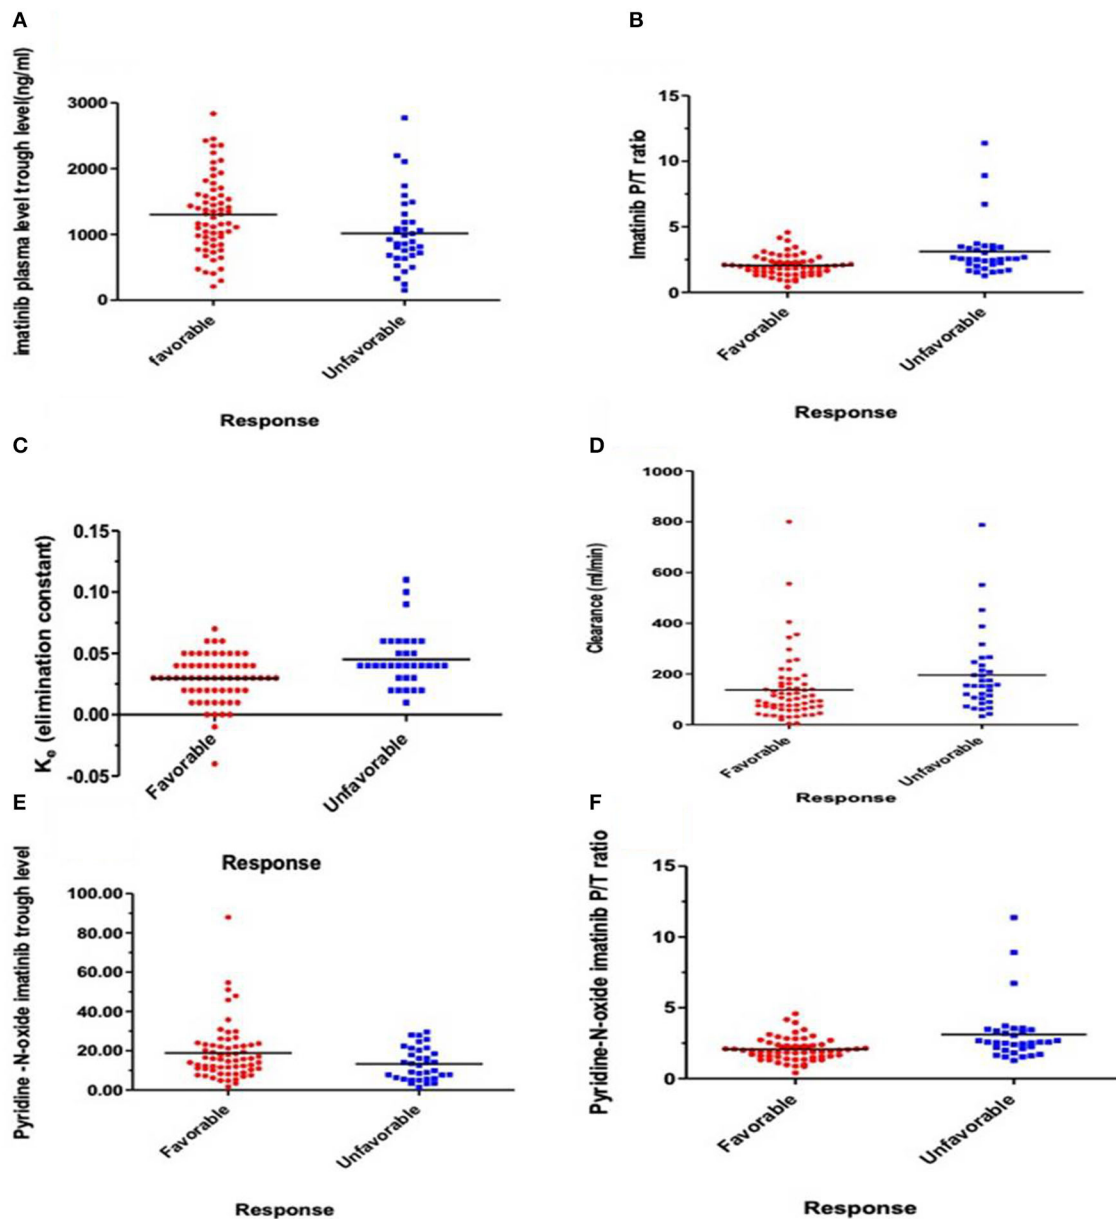 A
imatinib plasma level trough level(ng/ml)
3000
2000
1000
0
favorable
Unfavorable
Response
B
Imatinib P/T ratio
15
10
5
0
Favorable
Unfavorable
Response
C
Ke (elimination constant)
0.15
0.10
0.05
0.00
-0.05
Favorable
Unfavorable
Response
D
Clearance (ml/min)
1000
800
600
400
200
0
Favorable
Unfavorable
Response
E
Pyridine -N-oxide imatinib trough level
100.00
80.00
60.00
40.00
20.00
0.00
Favorable
Unfavorable
Response
F
Pyridine-N-oxide imatinib P/T ratio
15
10
5
0
Favorable
Unfavorable
Response